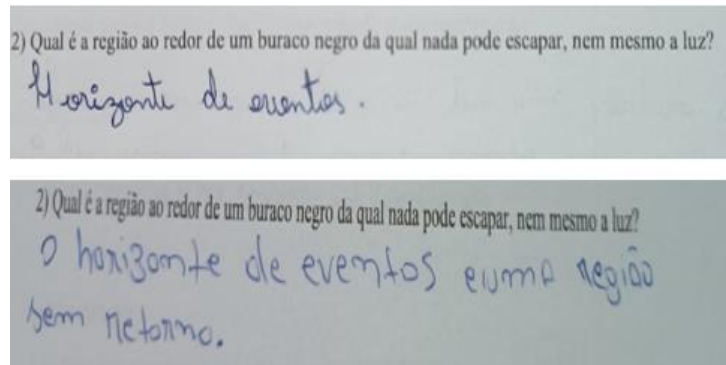 2) Qual é a região ao redor de um buraco negro da qual nada pode escapar, nem mesmo a luz?
Horizonte de eventos.
2) Qual é a região ao redor de um buraco negro da qual nada pode escapar, nem mesmo a luz?
O horizonte de eventos e uma região
sem retorno.